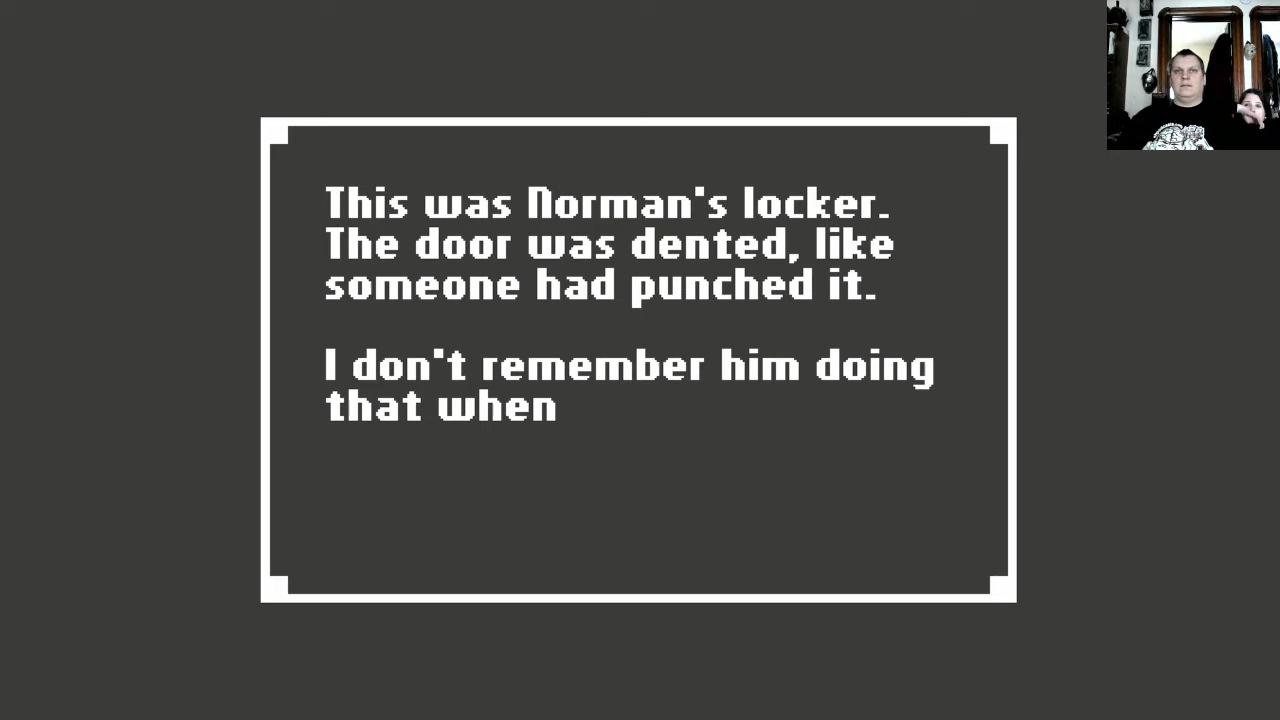 This was Norman's locker.
The door was dented, like
someone had punched it.
I don't remember him doing
that when